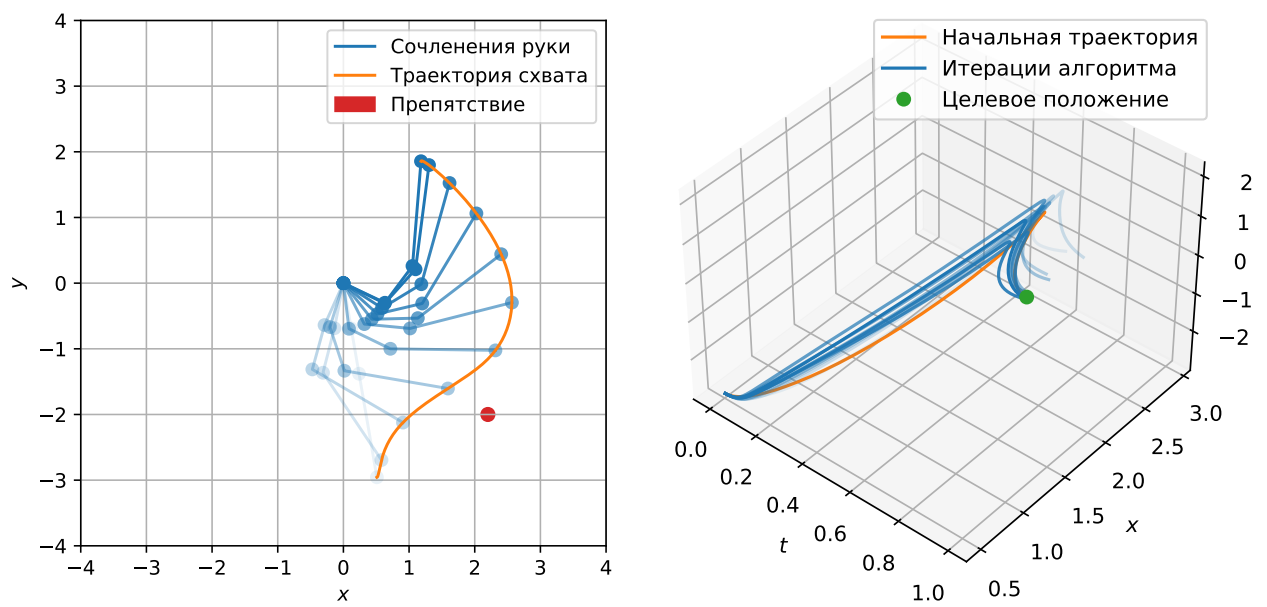 Сочленения руки
Траектория схвата
Препятствие
4
3
2
1
0
−1
−2
−3
−4
y
−4 −3 −2 −1 0 1 2 3 4
x
Начальная траектория
Итерации алгоритма
Целевое положение
2
1
0
−1
−2
0.0
0.2
0.4
0.6
0.8
1.0
t
0.5
1.0
1.5
2.0
2.5
3.0
x